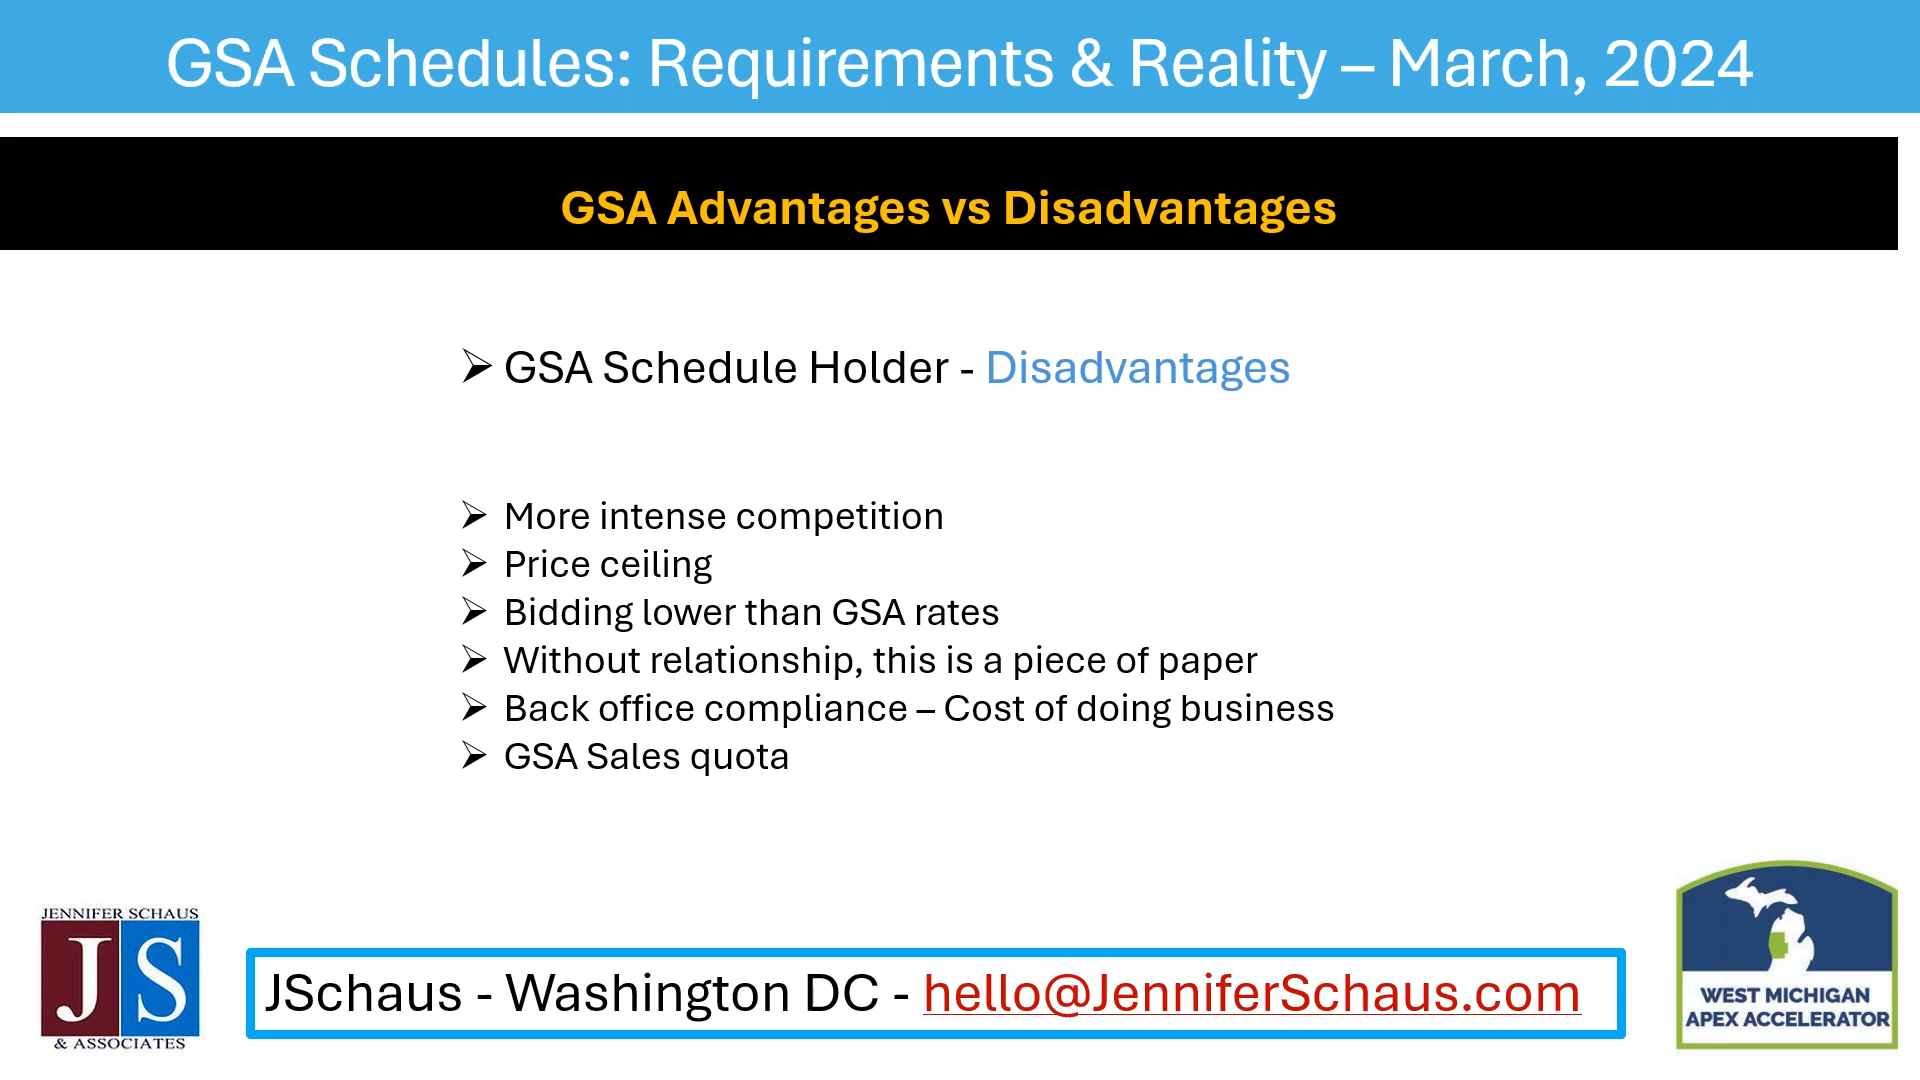 GSA Schedules: Requirements & Reality – March, 2024
GSA Advantages vs Disadvantages
➢ GSA Schedule Holder - Disadvantages
➢ More intense competition
➢ Price ceiling
➢ Bidding lower than GSA rates
➢ Without relationship, this is a piece of paper
➢ Back office compliance – Cost of doing business
➢ GSA Sales quota
JENNIFER SCHAUS
JS
& ASSOCIATES
JSchaus - Washington DC - hello@JenniferSchaus.com
WEST MICHIGAN
APEX ACCELERATOR